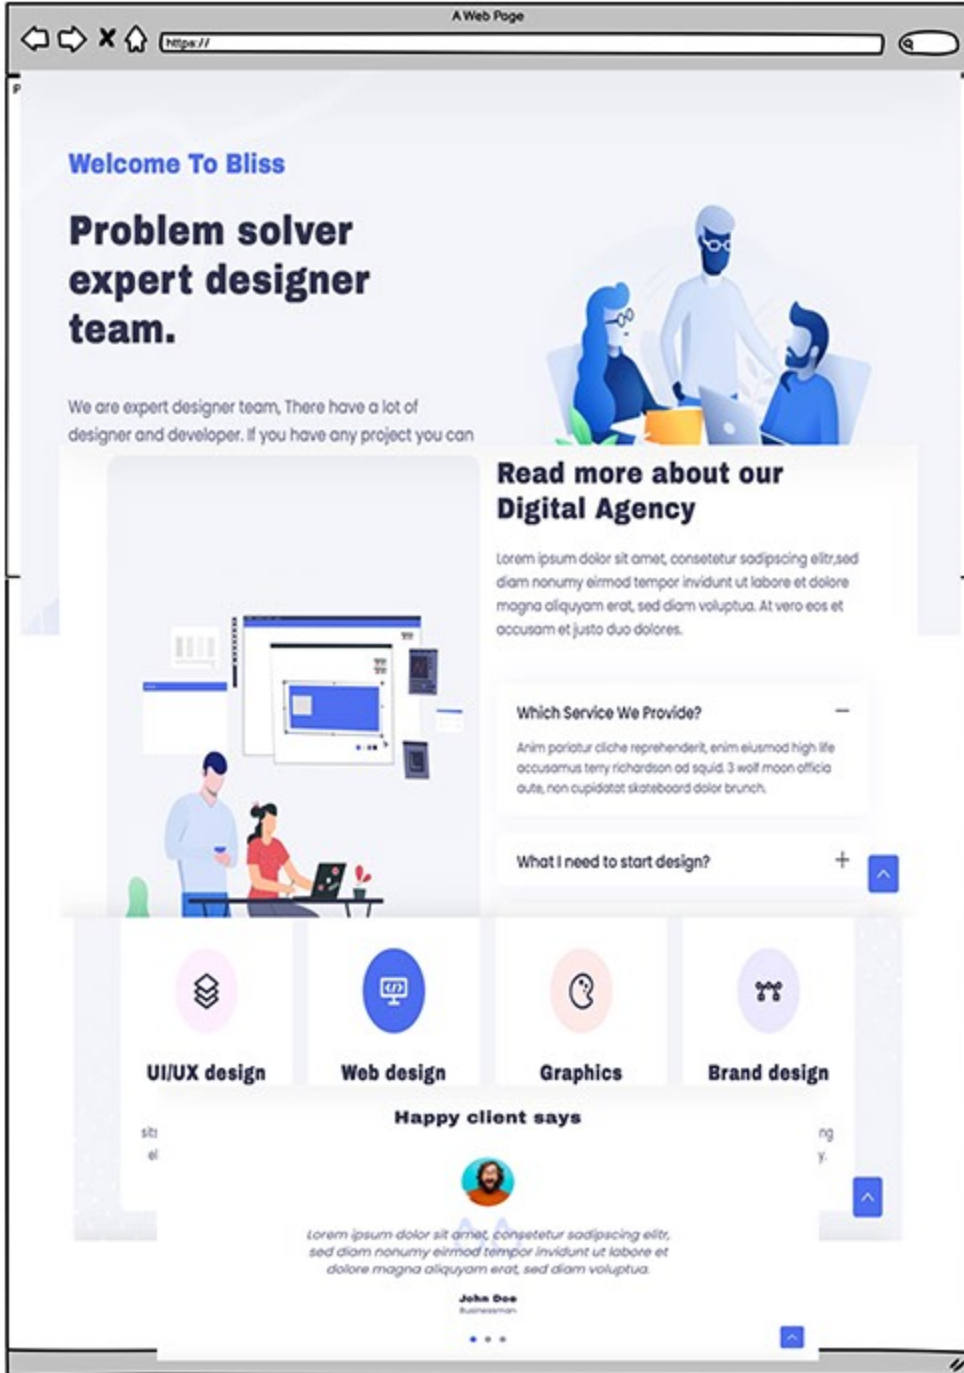 A Web Page
https://
P
Welcome To Bliss
Problem solver
expert designer
team.
We are expert designer team, There have a lot of
designer and developer. If you have any project you can
Read more about our
Digital Agency
Lorem ipsum dolor sit amet, consetetur sadipscing elitr,sed
diam nonumy eirmod tempor invidunt ut labore et dolore
magna aliquyam erat, sed diam voluptua. At vero eos et
accusam et justo duo dolores.
Which Service We Provide?
Anim pariatur cliche reprehenderit, enim eiusmod high life
accusamus terry richardson ad squid. 3 wolf moon officia
aute, non cupidatat skateboard dolor brunch.
What I need to start design?
UI/UX design
Web design
Graphics
Brand design
Happy client says
sit
ng
el
y.
Lorem ipsum dolor sit amet, consetetur sadipscing elitr,
sed diam nonumy eirmod tempor invidunt ut labore et
dolore magna aliquyam erat, sed diam voluptua.
John Doe
Businessman